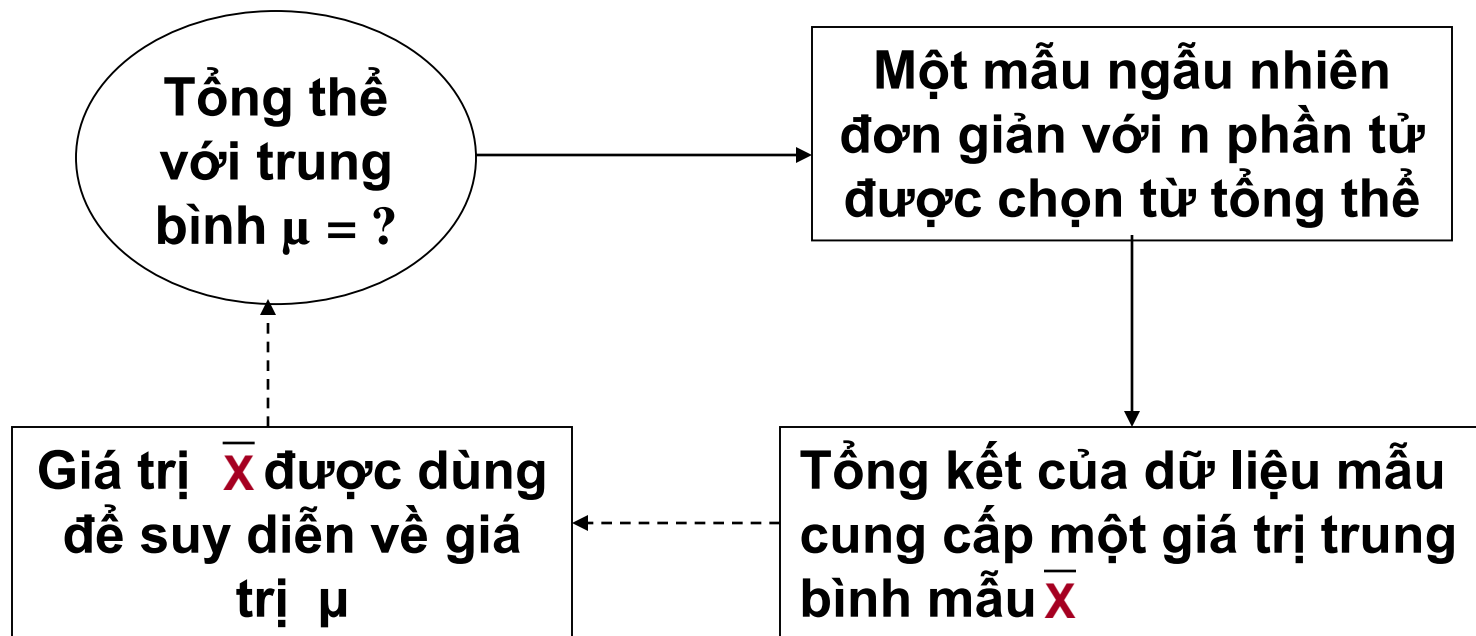 Tổng thể
với trung
bình µ = ?
Một mẫu ngẫu nhiên
đơn giản với n phần tử
được chọn từ tổng thể
Tổng kết của dữ liệu mẫu
cung cấp một giá trị trung
bình mẫu x̅
Giá trị x̅ được dùng
để suy diễn về giá
trị µ